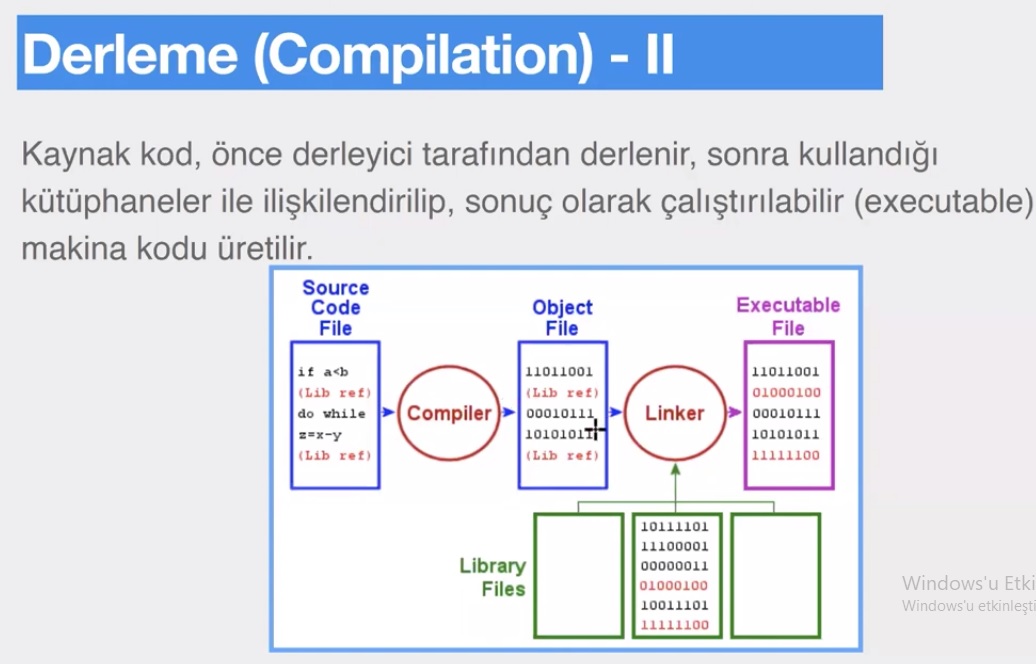 Derleme (Compilation) - II
Kaynak kod, önce derleyici tarafından derlenir, sonra kullandığı
kütüphaneler ile ilişkilendirilip, sonuç olarak çalıştırılabilir (executable)
makina kodu üretilir.
Source
Code
File
if a<b
(Lib ref)
do while
z=x-y
(Lib ref)
Compiler
Object
File
11011001
(Lib ref)
00010111
10101011
(Lib ref)
Linker
Executable
File
11011001
01000100
00010111
10101011
11111100
Library
Files
10111101
11100001
00000011
01000100
10011101
11111100
Windows'u Etki
Windows'u etkinleşti